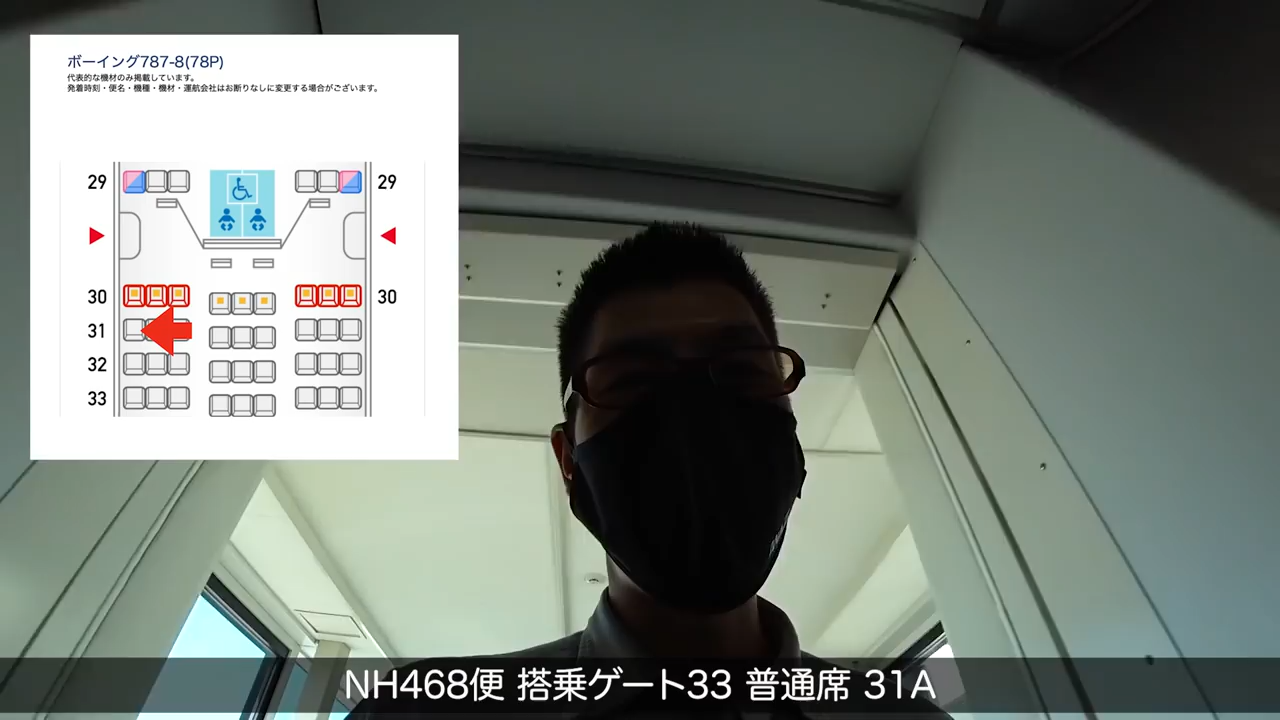 ボーイング787-8(78P)
代表的な機材のみ掲載しています。
発着時刻・便名・機種・機材・運航会社はお断りなしに変更する場合がございます。
29 29
30 30
31
32
33
NH468便 搭乗ゲート33 普通席 31A